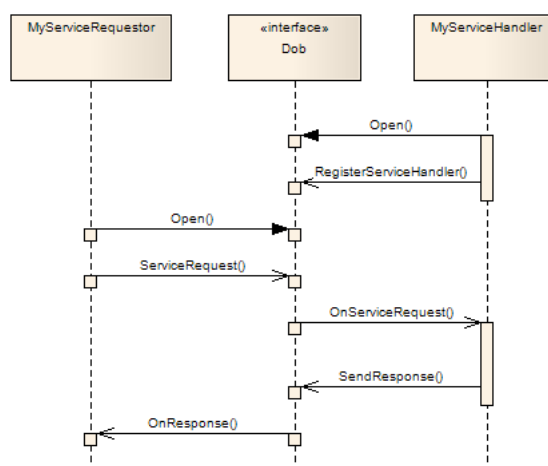 MyServiceRequestor
«interface»
Dob
MyServiceHandler
Open()
RegisterServiceHandler()
Open()
ServiceRequest()
OnServiceRequest()
SendResponse()
OnResponse()